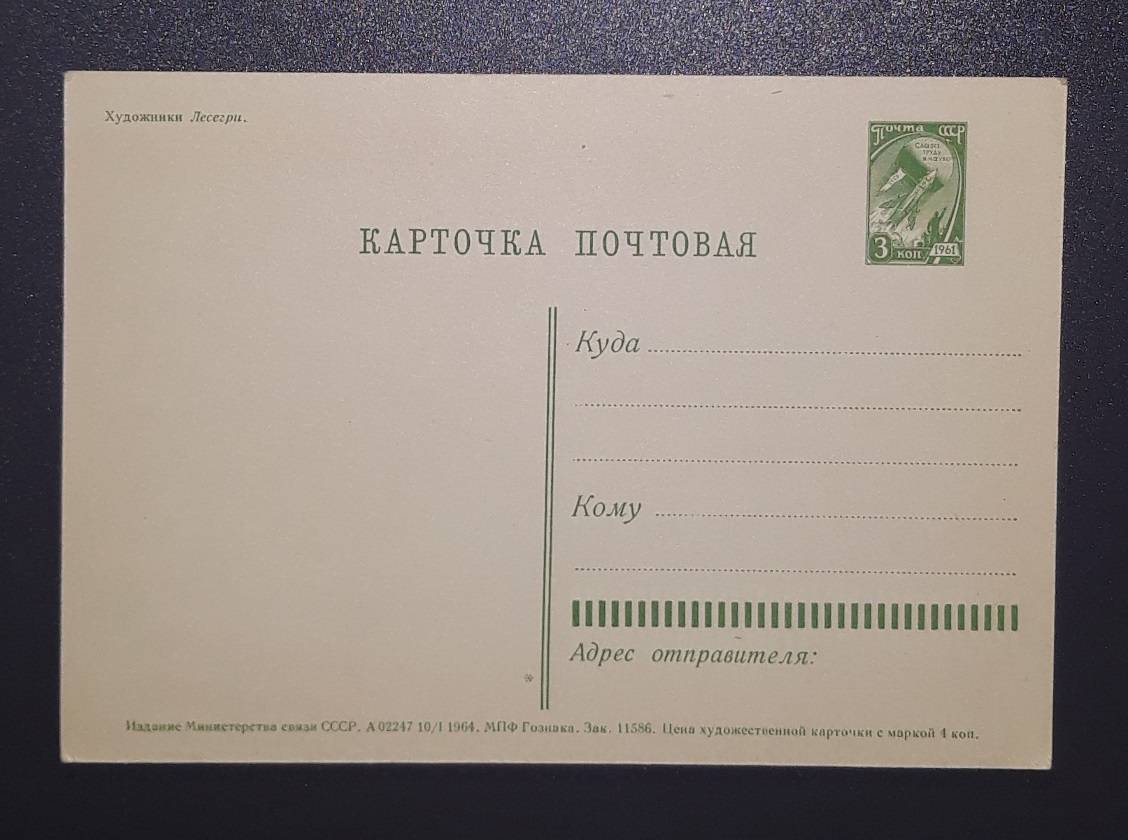 Художники Лесегри.
Почта СССР
СЛАВА
ТРУДУ
И НАУКЕ
3 коп 1961
КАРТОЧКА ПОЧТОВАЯ
Куда
Кому
Адрес отправителя:
*
Издание Министерства связи СССР. А 02247 10/I 1964. МПФ Гознака. Зак. 11586. Цена художественной карточки с маркой 4 коп.